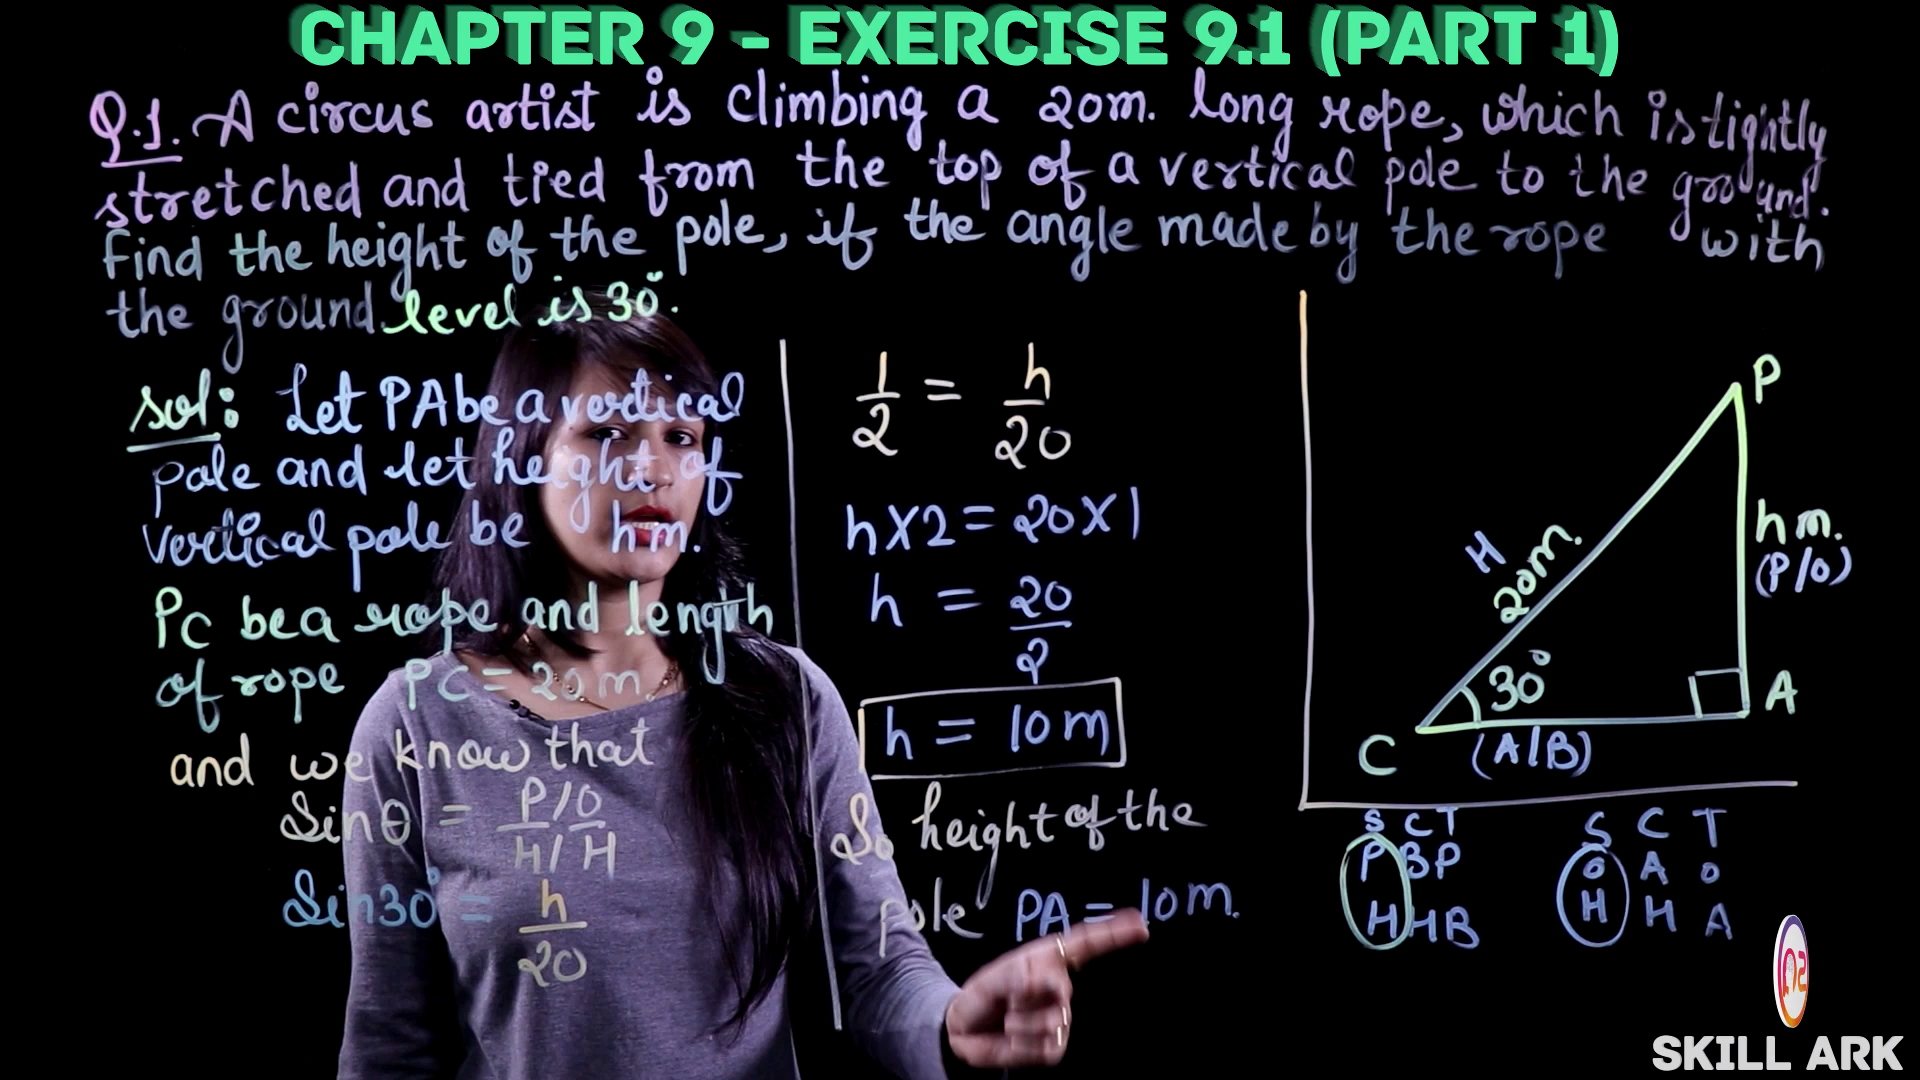 CHAPTER 9 - EXERCISE 9.1 (PART 1)
Q.1. A circus artist is climbing a 20m. long rope, which is tightly
stretched and tied from the top of a vertical pole to the ground.
Find the height of the pole, if the angle made by the rope with
the ground level is 30°.
Sol: Let PA be a vertical
pole and let height of
vertical pole be h m.
PC be a rope and length
of rope PC = 20 m.
and we know that
Sinθ = P/O
H/H
Sin30° = h
20
1/2 = h/20
h X 2 = 20 X 1
h = 20
2
h = 10 m
So height of the
pole PA = 10 m.
P
H
20m.
h m.
(P/O)
30°
A
C
(A/B)
S C T
P B P
H H B
S C T
O A O
H H A
SKILL ARK